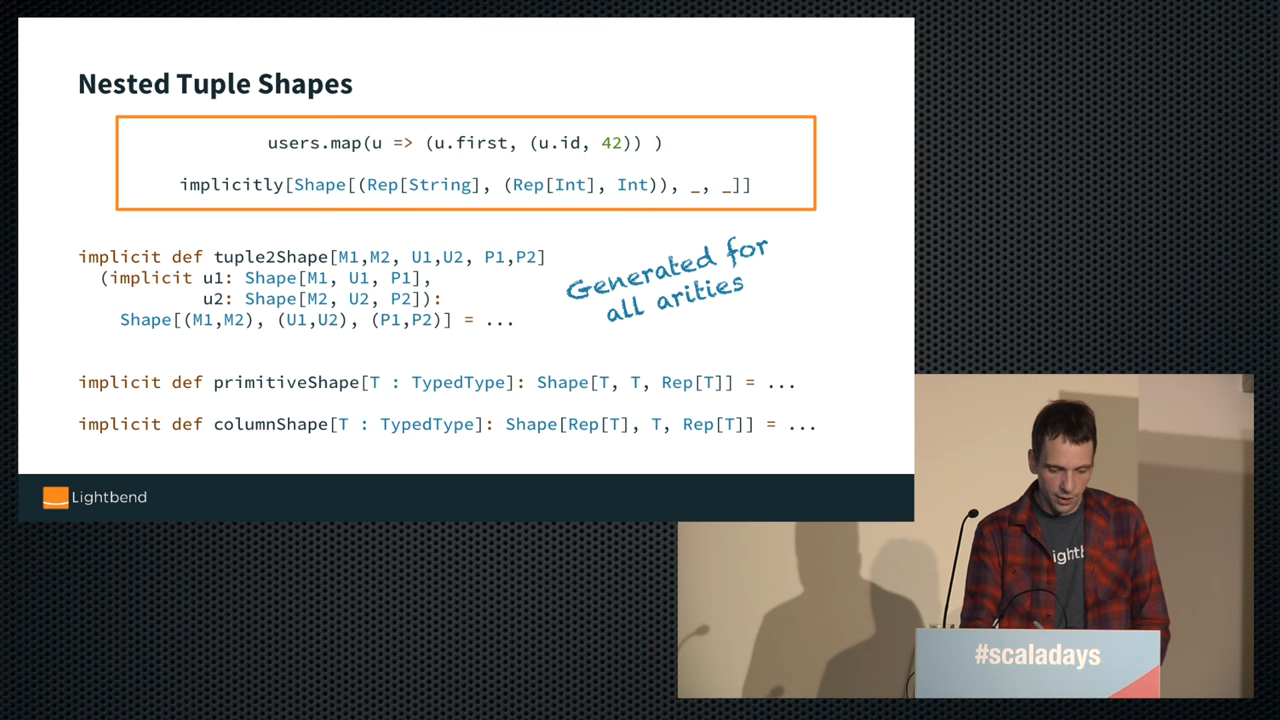 Nested Tuple Shapes
users.map(u => (u.first, (u.id, 42)) )
implicitly[Shape[(Rep[String], (Rep[Int], Int)), _, _]]
implicit def tuple2Shape[M1,M2, U1,U2, P1,P2]
(implicit u1: Shape[M1, U1, P1],
u2: Shape[M2, U2, P2]):
Shape[(M1,M2), (U1,U2), (P1,P2)] = ...
Generated for
all arities
implicit def primitiveShape[T : TypedType]: Shape[T, T, Rep[T]] = ...
implicit def columnShape[T : TypedType]: Shape[Rep[T], T, Rep[T]] = ...
Lightbend
ightb
#scaladays